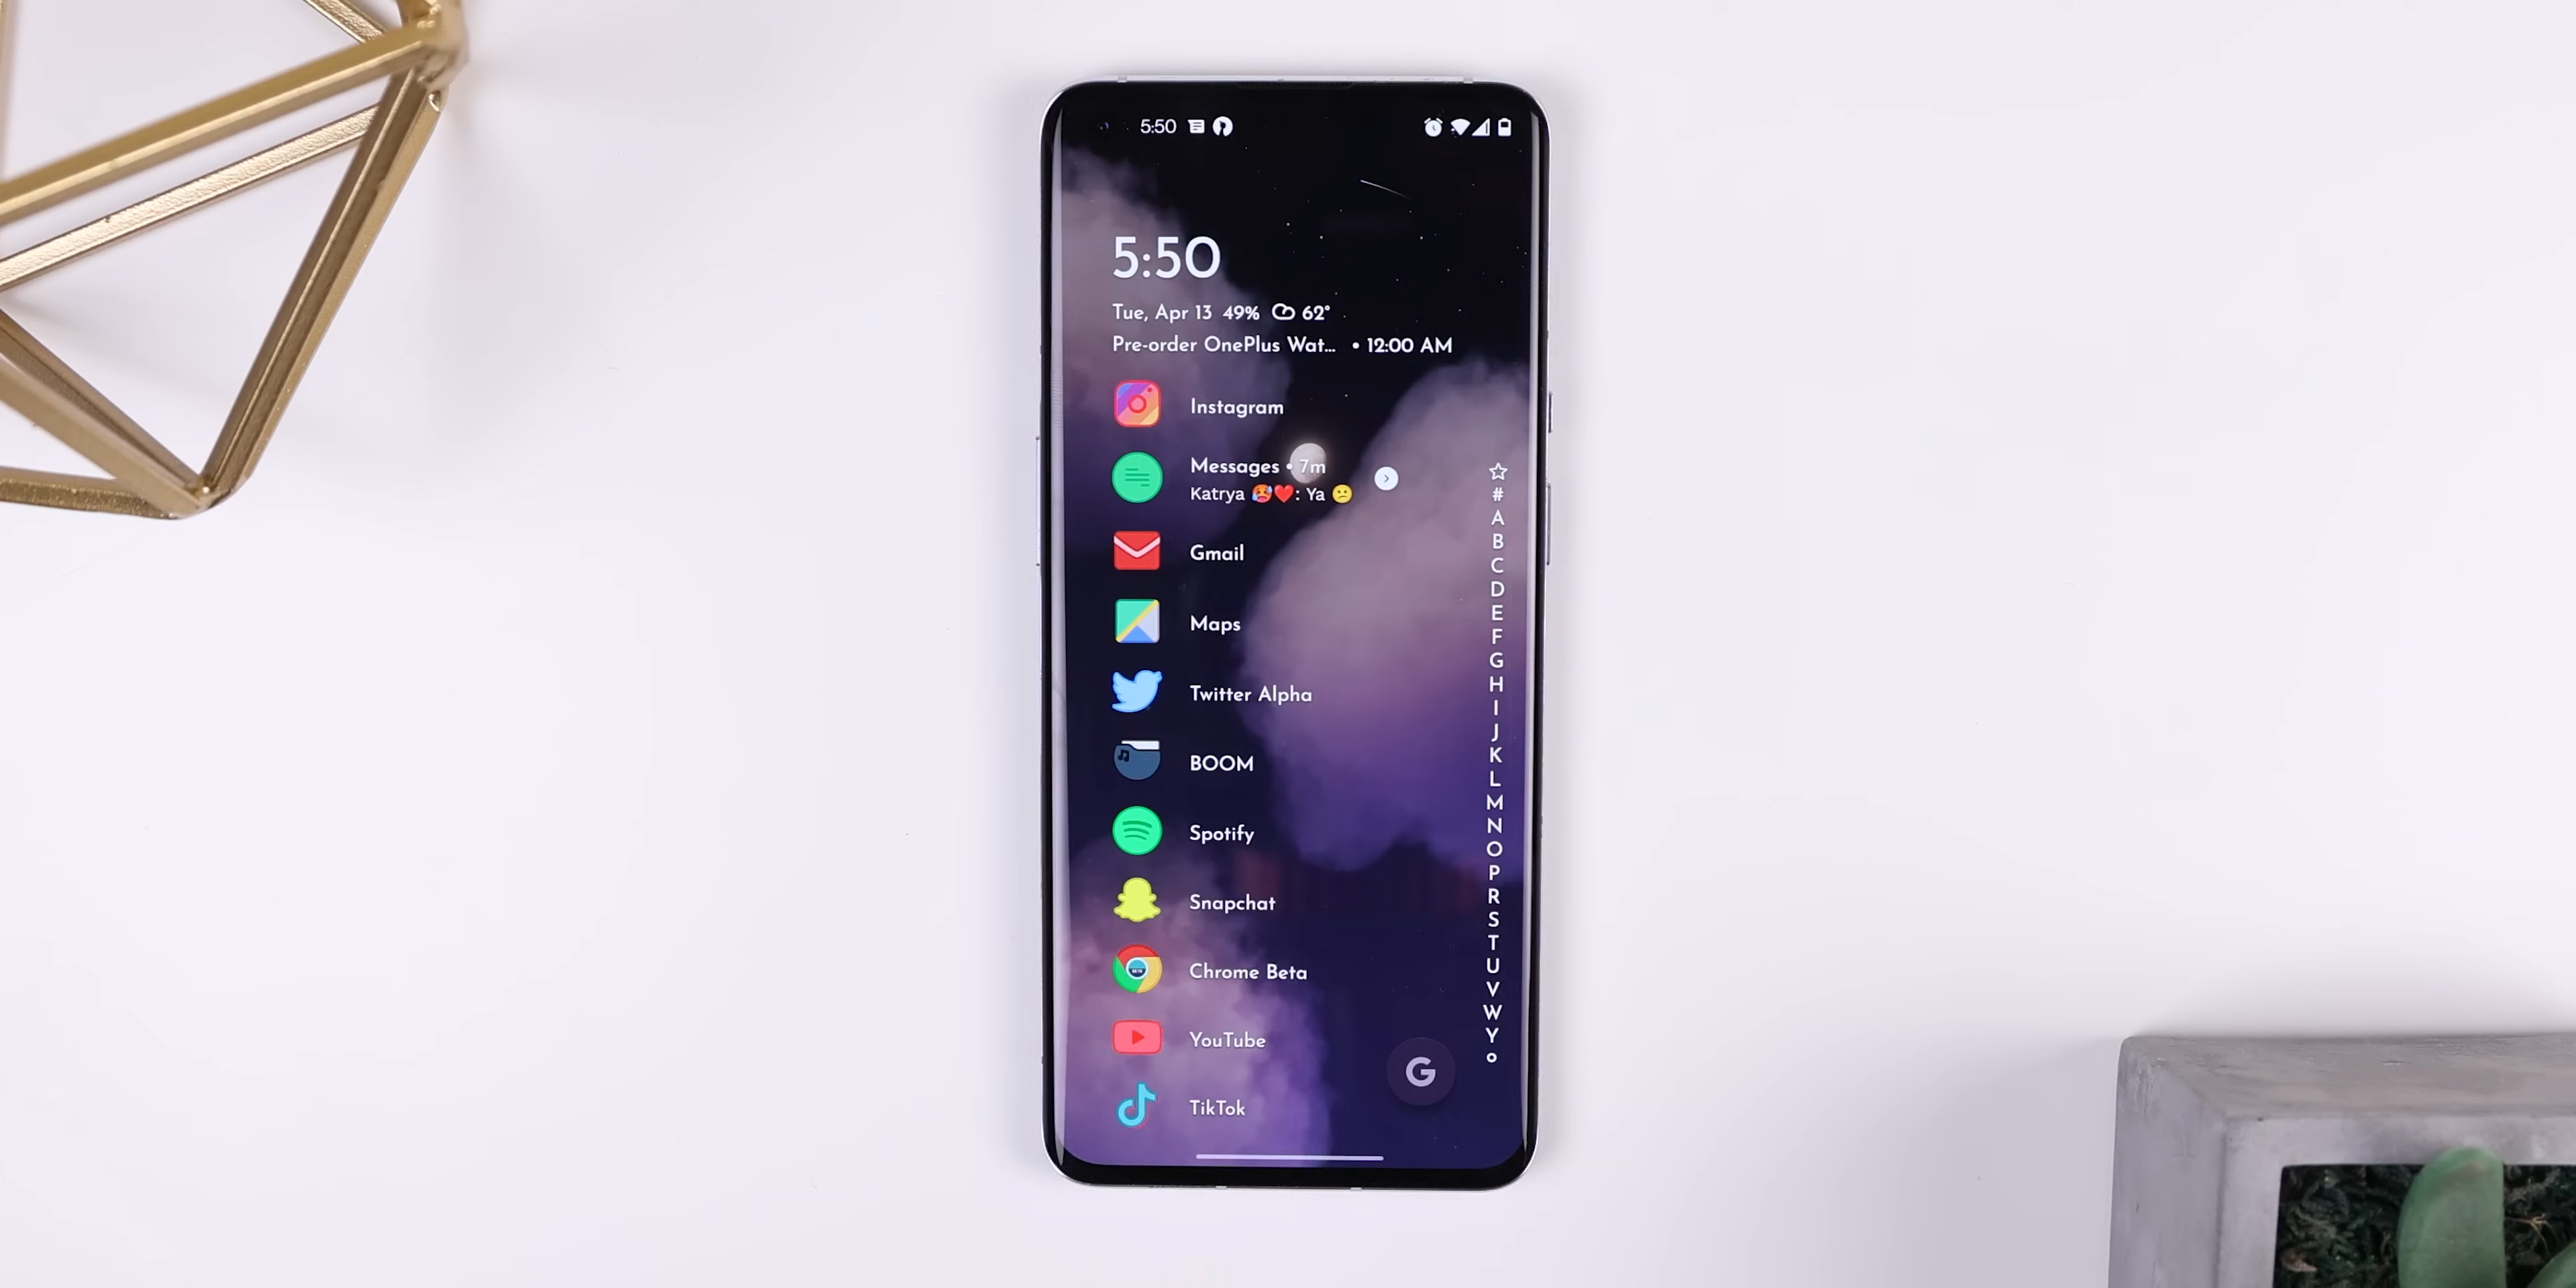 5:50
5:50
Tue, Apr 13 49% 62°
Pre-order OnePlus Wat... • 12:00 AM
Instagram
Messages • 7m
Katrya 🥵❤️: Ya 😕
Gmail
Maps
Twitter Alpha
BOOM
Spotify
Snapchat
Chrome Beta
YouTube
TikTok
G
#
A
B
C
D
E
F
G
H
I
J
K
L
M
N
O
P
R
S
T
U
V
W
Y